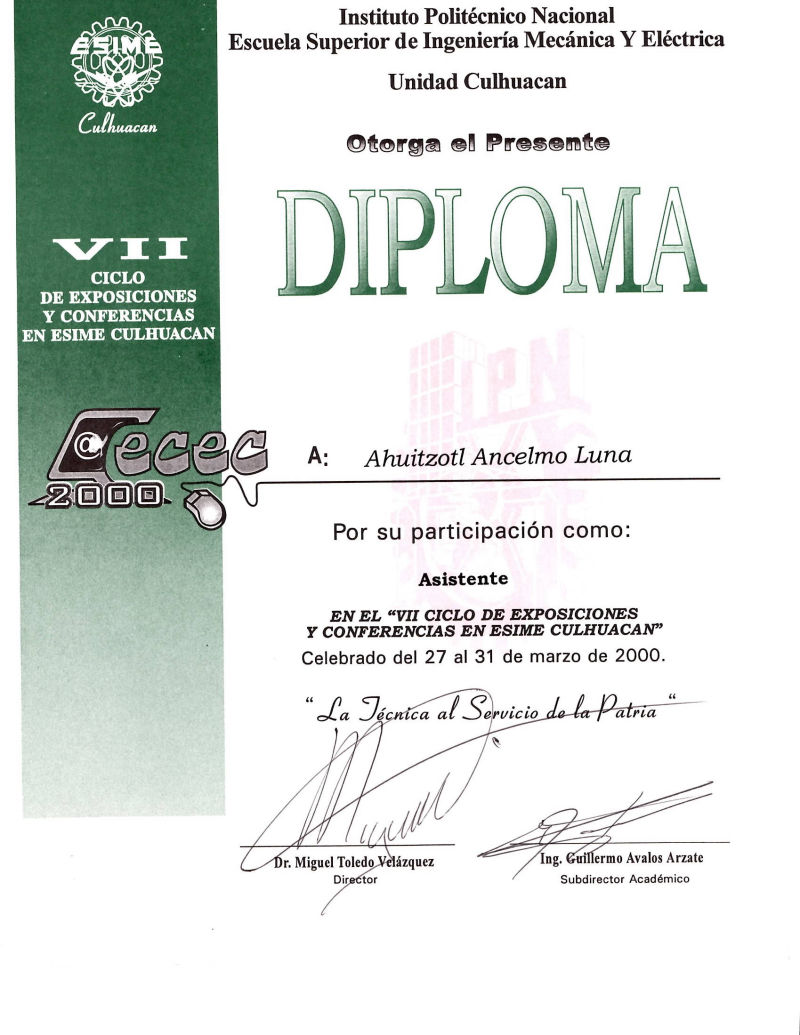 ESIME
Culhuacan
VII
CICLO
DE EXPOSICIONES
Y CONFERENCIAS
EN ESIME CULHUACAN
@ecec
2000
Instituto Politécnico Nacional
Escuela Superior de Ingeniería Mecánica Y Eléctrica
Unidad Culhuacan
Otorga el Presente
DIPLOMA
IPN
A: Ahuitzotl Ancelmo Luna
Por su participación como:
Asistente
EN EL “VII CICLO DE EXPOSICIONES
Y CONFERENCIAS EN ESIME CULHUACAN”
Celebrado del 27 al 31 de marzo de 2000.
“ La Técnica al Servicio de la Patria “
Dr. Miguel Toledo Velázquez
Director
Ing. Guillermo Avalos Arzate
Subdirector Académico